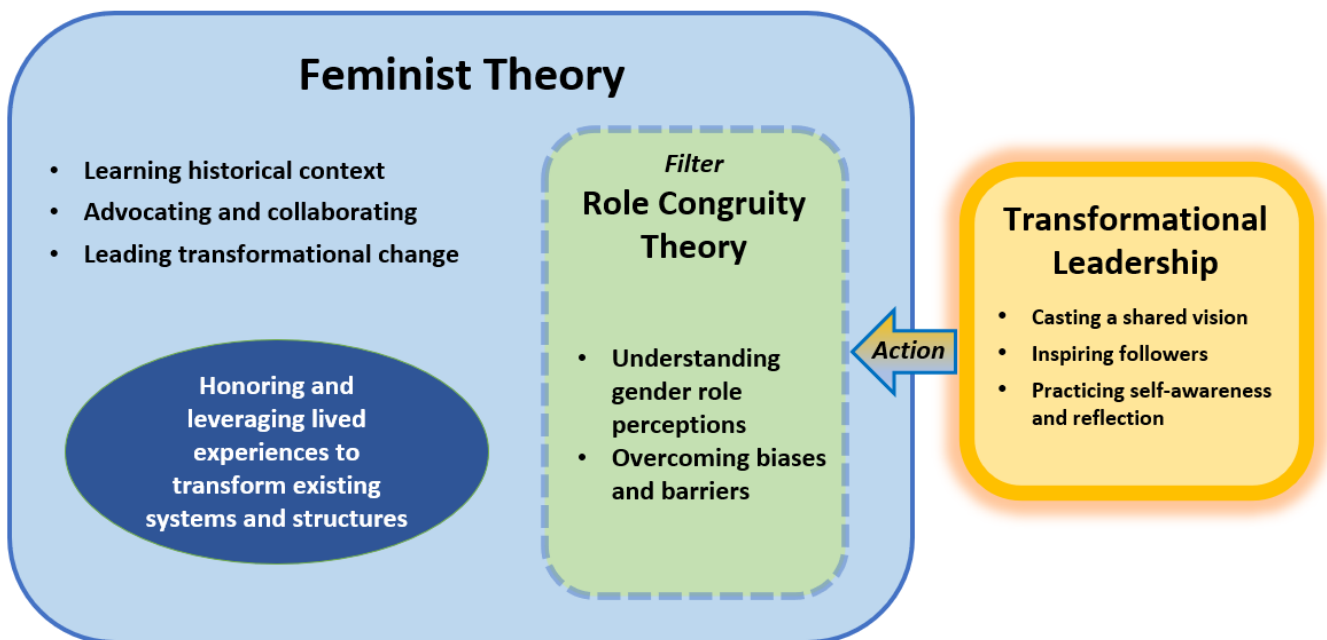 Feminist Theory
• Learning historical context
• Advocating and collaborating
• Leading transformational change
Honoring and
leveraging lived
experiences to
transform existing
systems and structures
Filter
Role Congruity
Theory
• Understanding
gender role
perceptions
• Overcoming biases
and barriers
Action
Transformational
Leadership
• Casting a shared vision
• Inspiring followers
• Practicing self-awareness
and reflection